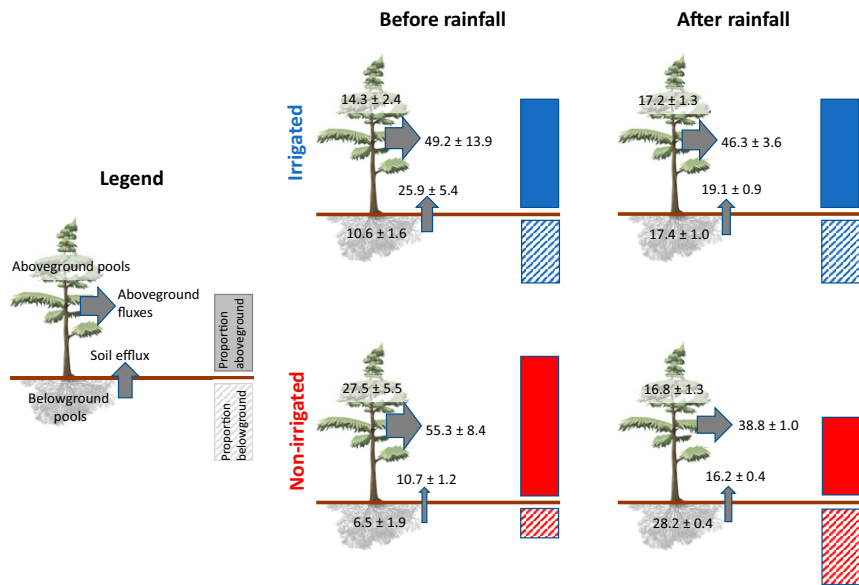 Before rainfall
After rainfall
Irrigated
14.3 ± 2.4
49.2 ± 13.9
25.9 ± 5.4
10.6 ± 1.6
17.2 ± 1.3
46.3 ± 3.6
19.1 ± 0.9
17.4 ± 1.0
Legend
Aboveground pools
Aboveground
fluxes
Soil efflux
Belowground
pools
Proportion
aboveground
Proportion
belowground
Non-irrigated
27.5 ± 5.5
55.3 ± 8.4
10.7 ± 1.2
6.5 ± 1.9
16.8 ± 1.3
38.8 ± 1.0
16.2 ± 0.4
28.2 ± 0.4